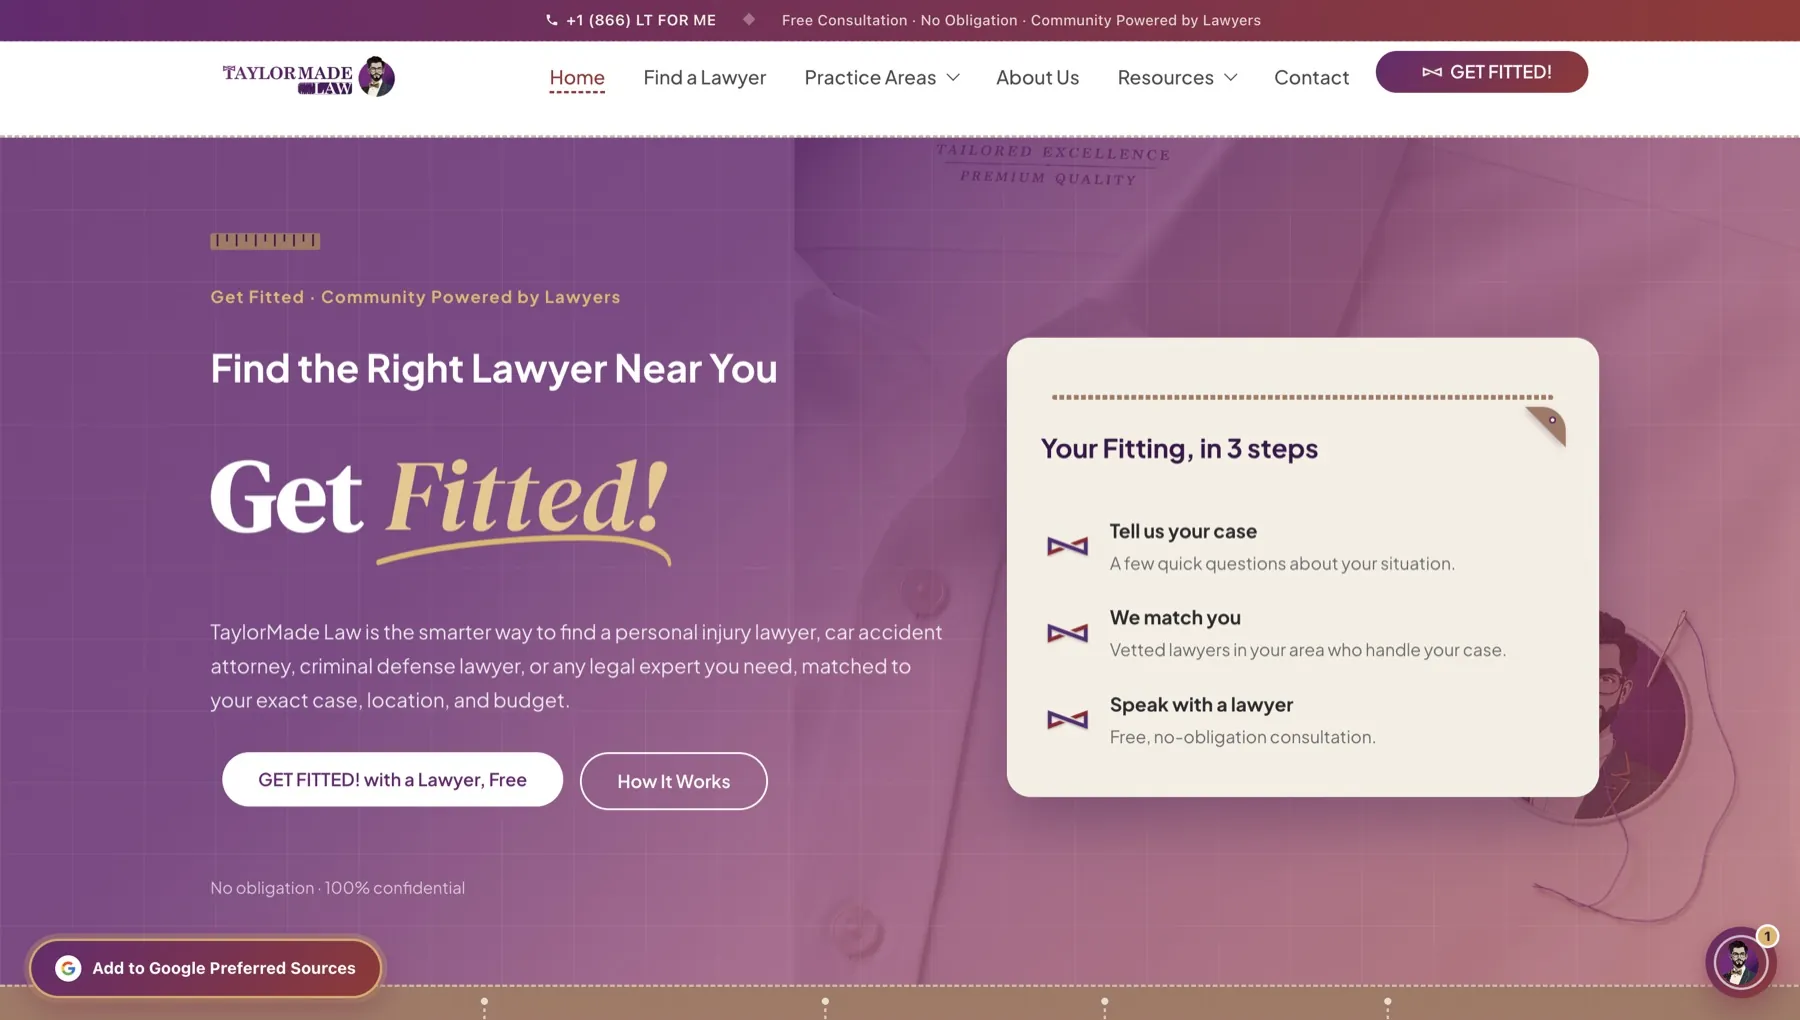 +1 (866) LT FOR ME
Free Consultation · No Obligation · Community Powered by Lawyers
TAYLOR MADE
LAW
Home
Find a Lawyer
Practice Areas
About Us
Resources
Contact
GET FITTED!
TAILORED EXCELLENCE
PREMIUM QUALITY
Get Fitted · Community Powered by Lawyers
Find the Right Lawyer Near You
Get Fitted!
TaylorMade Law is the smarter way to find a personal injury lawyer, car accident
attorney, criminal defense lawyer, or any legal expert you need, matched to
your exact case, location, and budget.
GET FITTED! with a Lawyer, Free
How It Works
No obligation · 100% confidential
Your Fitting, in 3 steps
Tell us your case
A few quick questions about your situation.
We match you
Vetted lawyers in your area who handle your case.
Speak with a lawyer
Free, no-obligation consultation.
Add to Google Preferred Sources
1